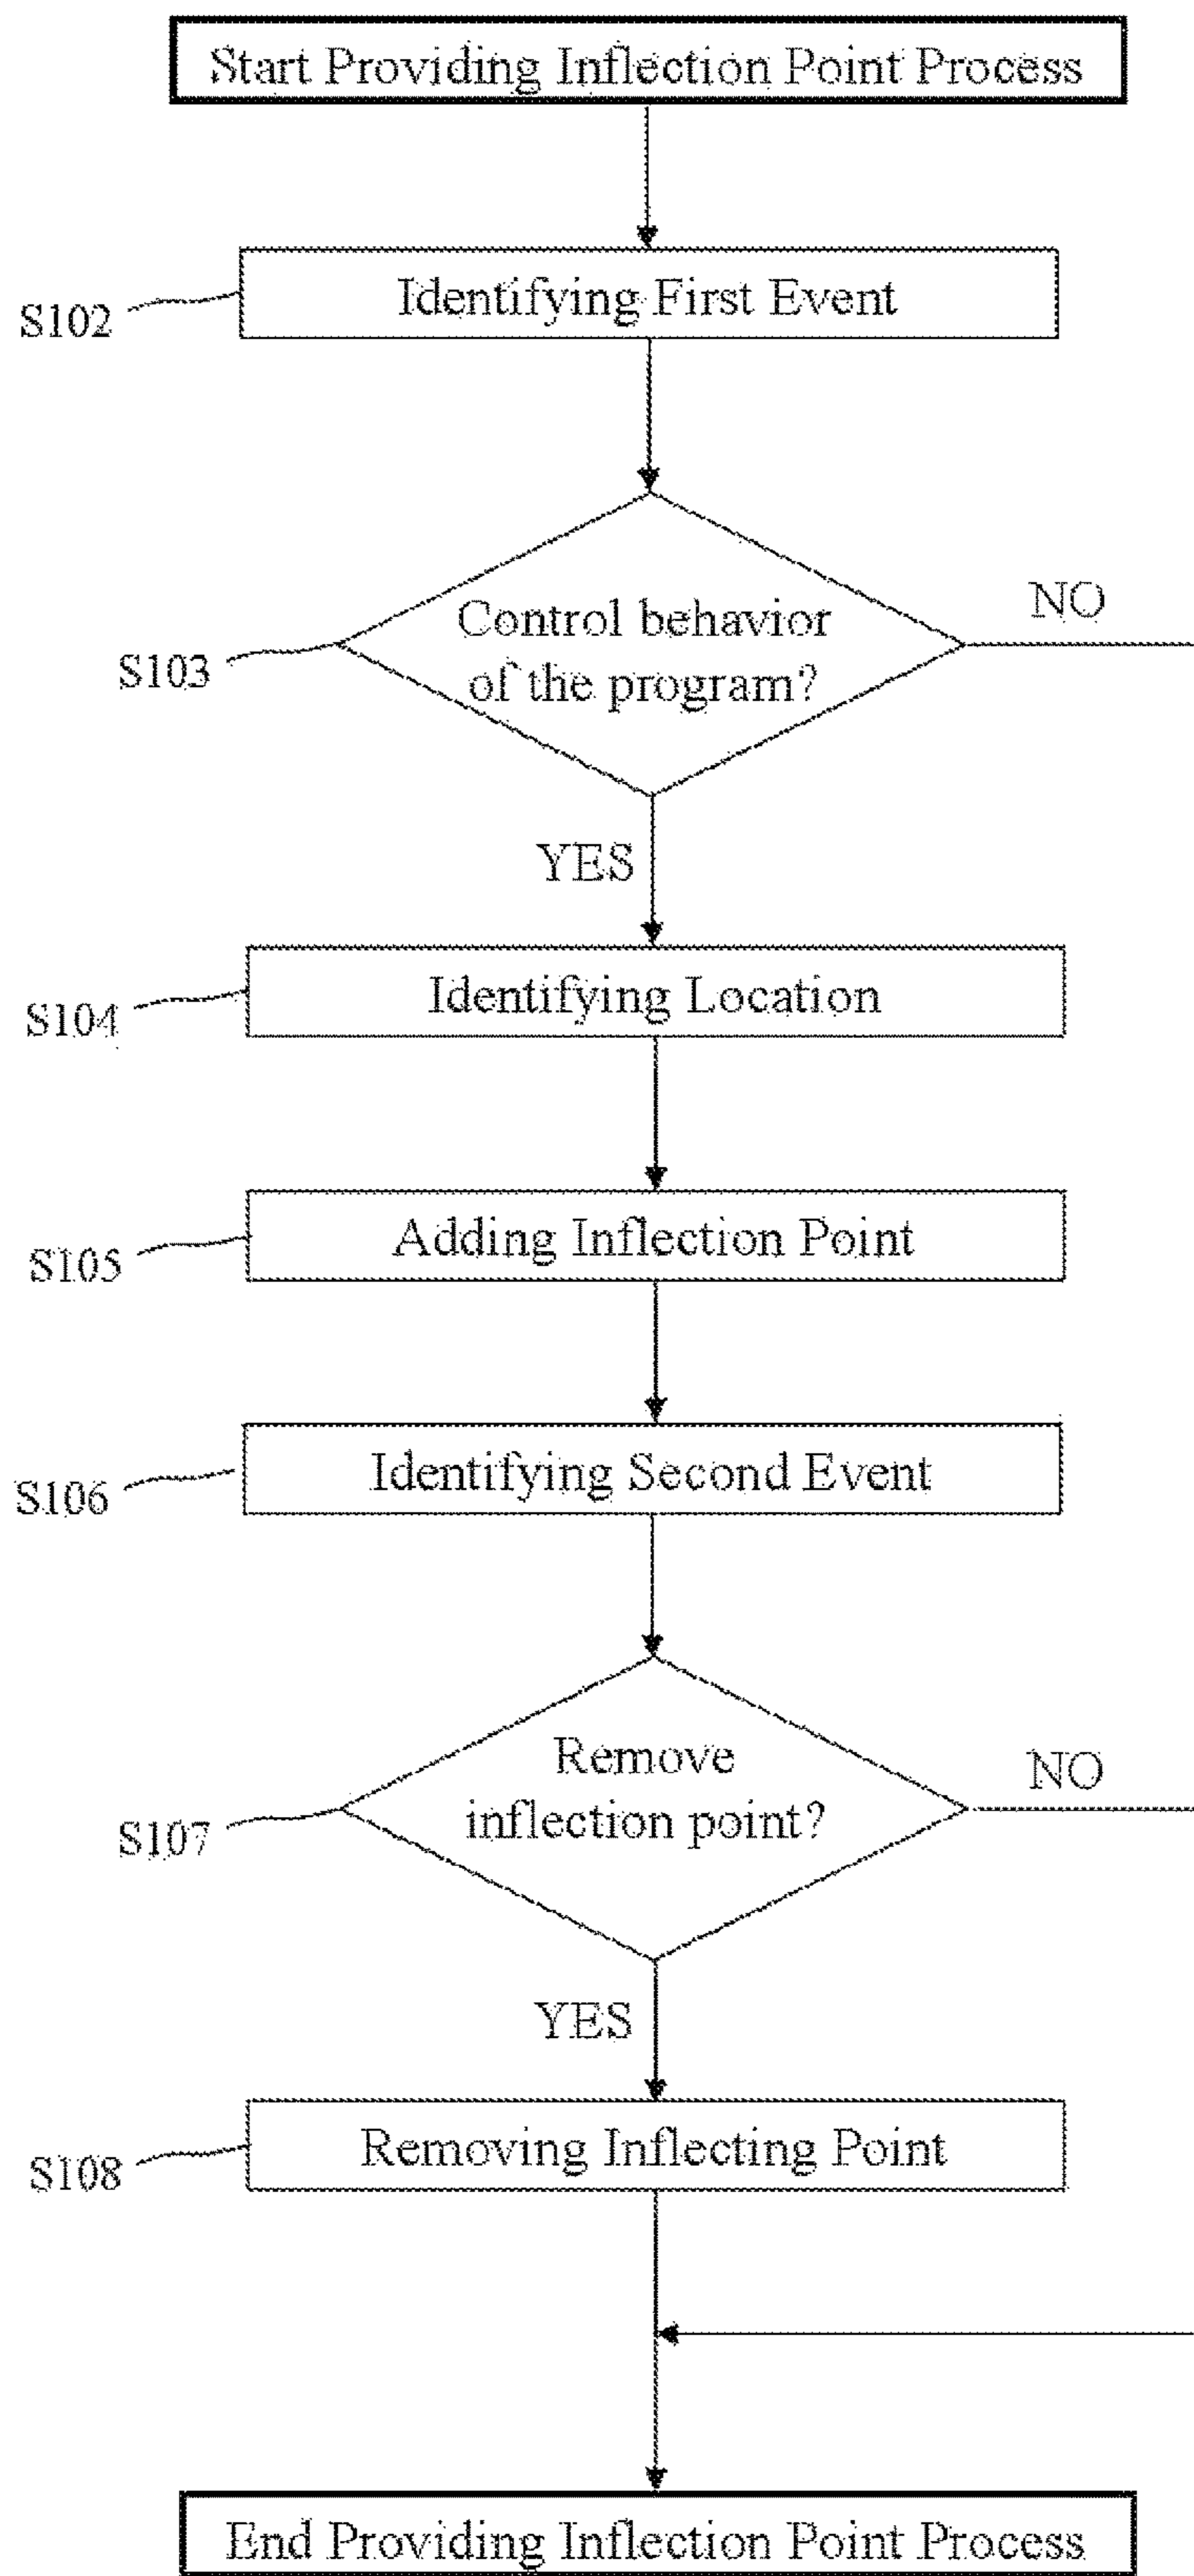 Start Providing Inflection Point Process
Identifying First Event
S102
Control behavior
of the program?
NO
S103
YES
Identifying Location
S104
Adding Inflection Point
S105
Identifying Second Event
S106
Remove
inflection point?
NO
S107
YES
Removing Inflecting Point
S108
End Providing Inflection Point Process